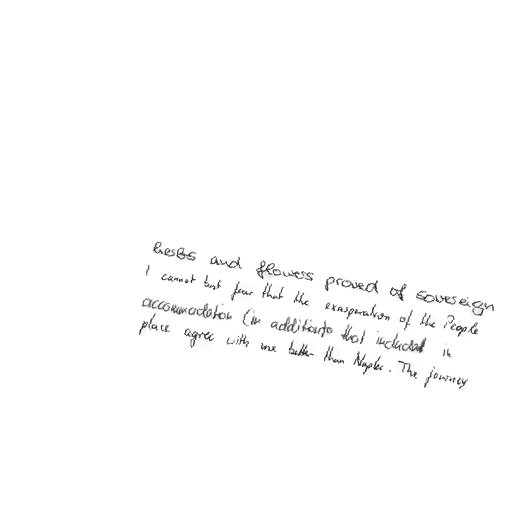 herbs and flowers proved of sovereign
I cannot but fear that the exasperation of the People
accommodation (in addition to that included in
place agree with me better than Naples. The journey